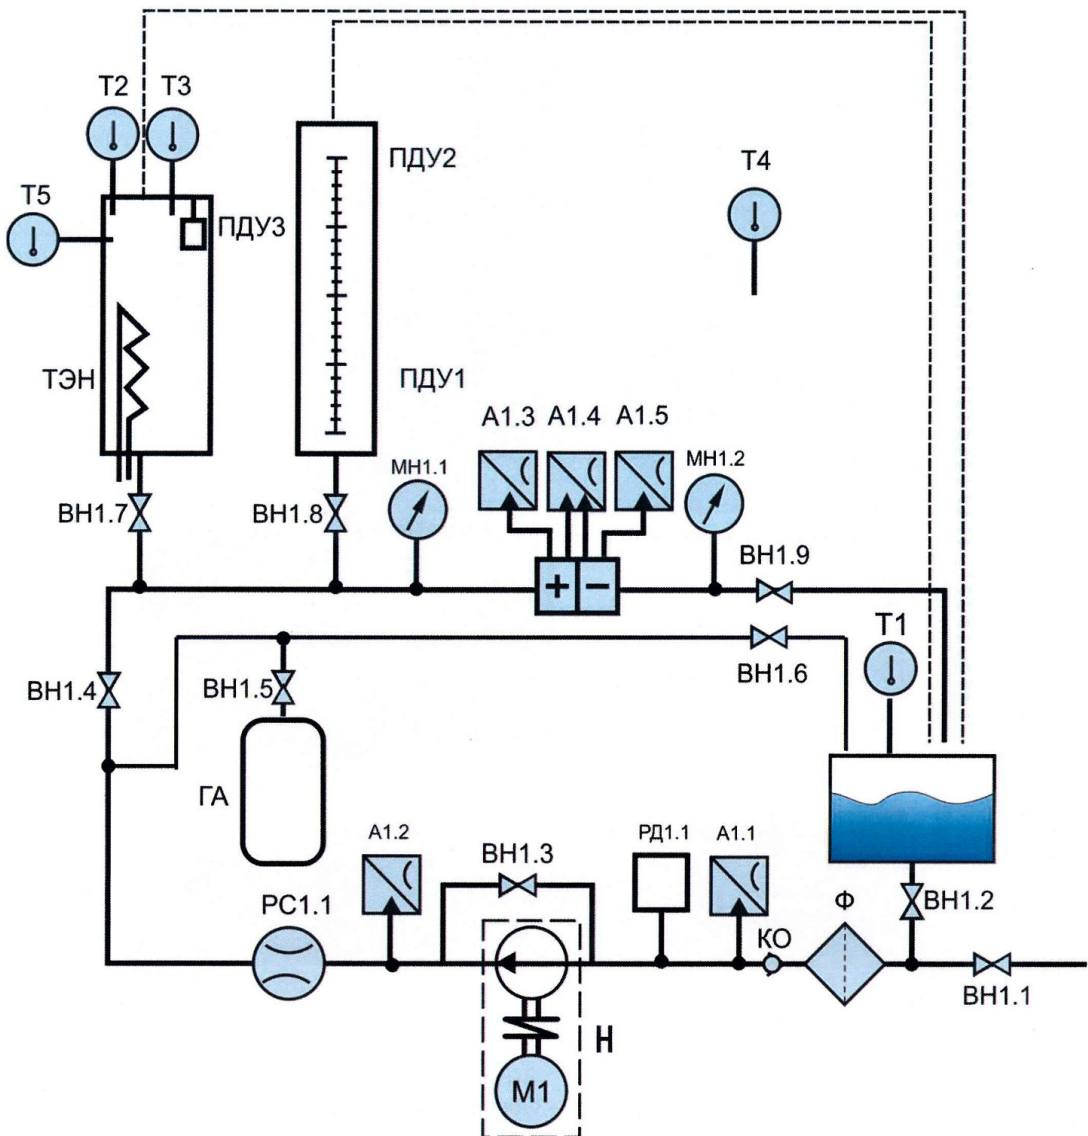 Т2
Т3
ПДУ2
Т4
Т5
ПДУ3
ТЭН
ПДУ1
А1.3
А1.4
А1.5
МН1.1
МН1.2
ВН1.7
ВН1.8
ВН1.9
+
−
Т1
ВН1.4
ВН1.5
ВН1.6
ГА
А1.2
ВН1.3
РД1.1
А1.1
РС1.1
КО
Ф
ВН1.2
ВН1.1
Н
М1